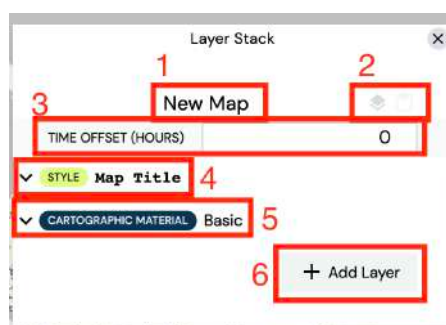 Layer Stack
1
2
New Map
3
TIME OFFSET (HOURS) 0
STYLE Map Title 4
CARTOGRAPHIC MATERIAL Basic 5
6 + Add Layer